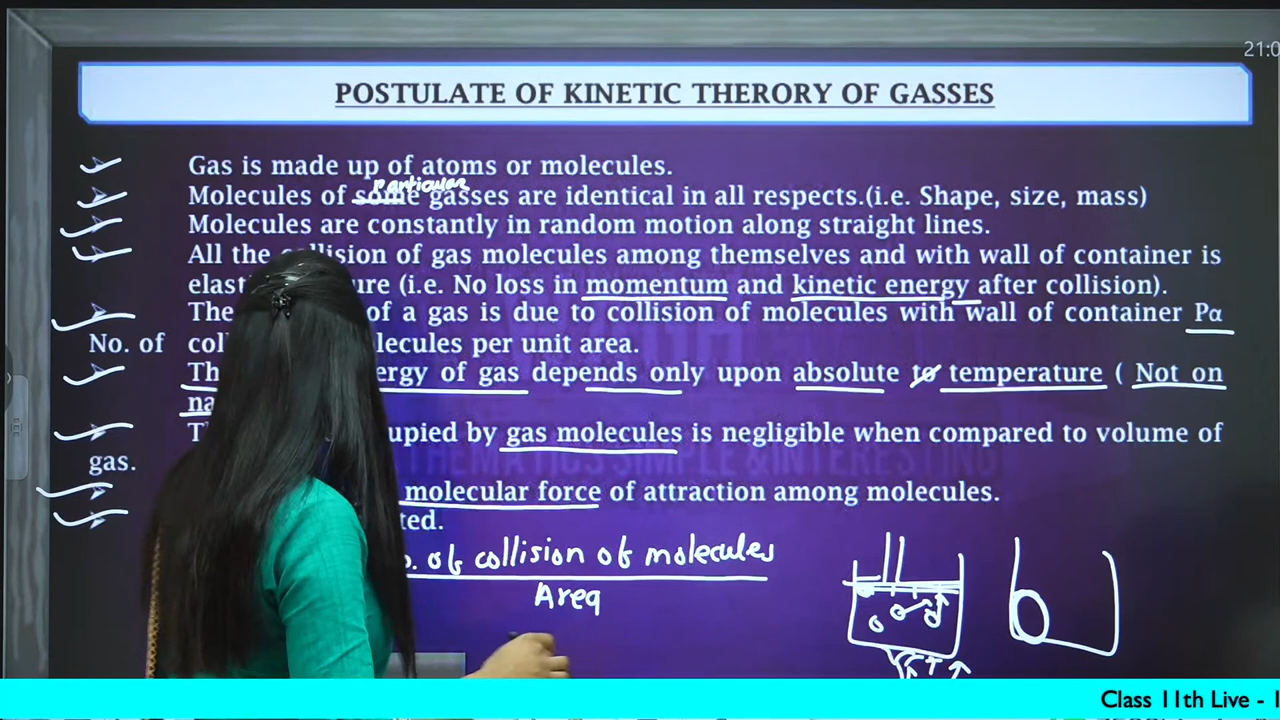 21:0
POSTULATE OF KINETIC THERORY OF GASSES
Gas is made up of atoms or molecules.
particular
Molecules of some gasses are identical in all respects.(i.e. Shape, size, mass)
Molecules are constantly in random motion along straight lines.
All the collision of gas molecules among themselves and with wall of container is
elast ure (i.e. No loss in momentum and kinetic energy after collision).
The of a gas is due to collision of molecules with wall of container Pα
No. of col lecules per unit area.
Th ergy of gas depends only upon absolute to temperature ( Not on
na
T upied by gas molecules is negligible when compared to volume of
gas.
molecular force of attraction among molecules.
ted.
o. of collision of molecules
Area
MATHEMATICS SIMPLE & INTERESTING
Class 11th Live - 1